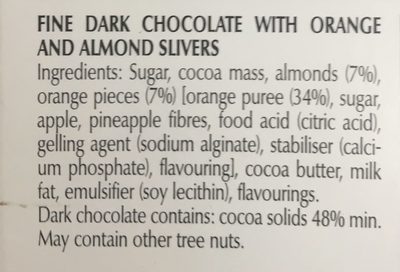 FINE DARK CHOCOLATE WITH ORANGE
AND ALMOND SLIVERS
Ingredients: Sugar, cocoa mass, almonds (7%),
orange pieces (7%) [orange puree (34%), sugar,
apple, pineapple fibres, food acid (citric acid),
gelling agent (sodium alginate), stabiliser (calci-
um phosphate), flavouring], cocoa butter, milk
fat, emulsifier (soy lecithin), flavourings.
Dark chocolate contains: cocoa solids 48% min.
May contain other tree nuts.